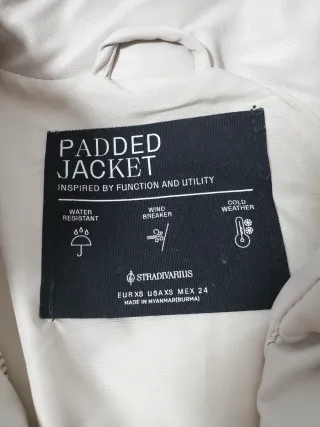 PADDED
JACKET
INSPIRED BY FUNCTION AND UTILITY
WATER
RESISTANT
WIND
BREAKER
COLD
WEATHER
STRADIVARIUS
EUR XS USA XS MEX 24
MADE IN MYANMAR(BURMA)